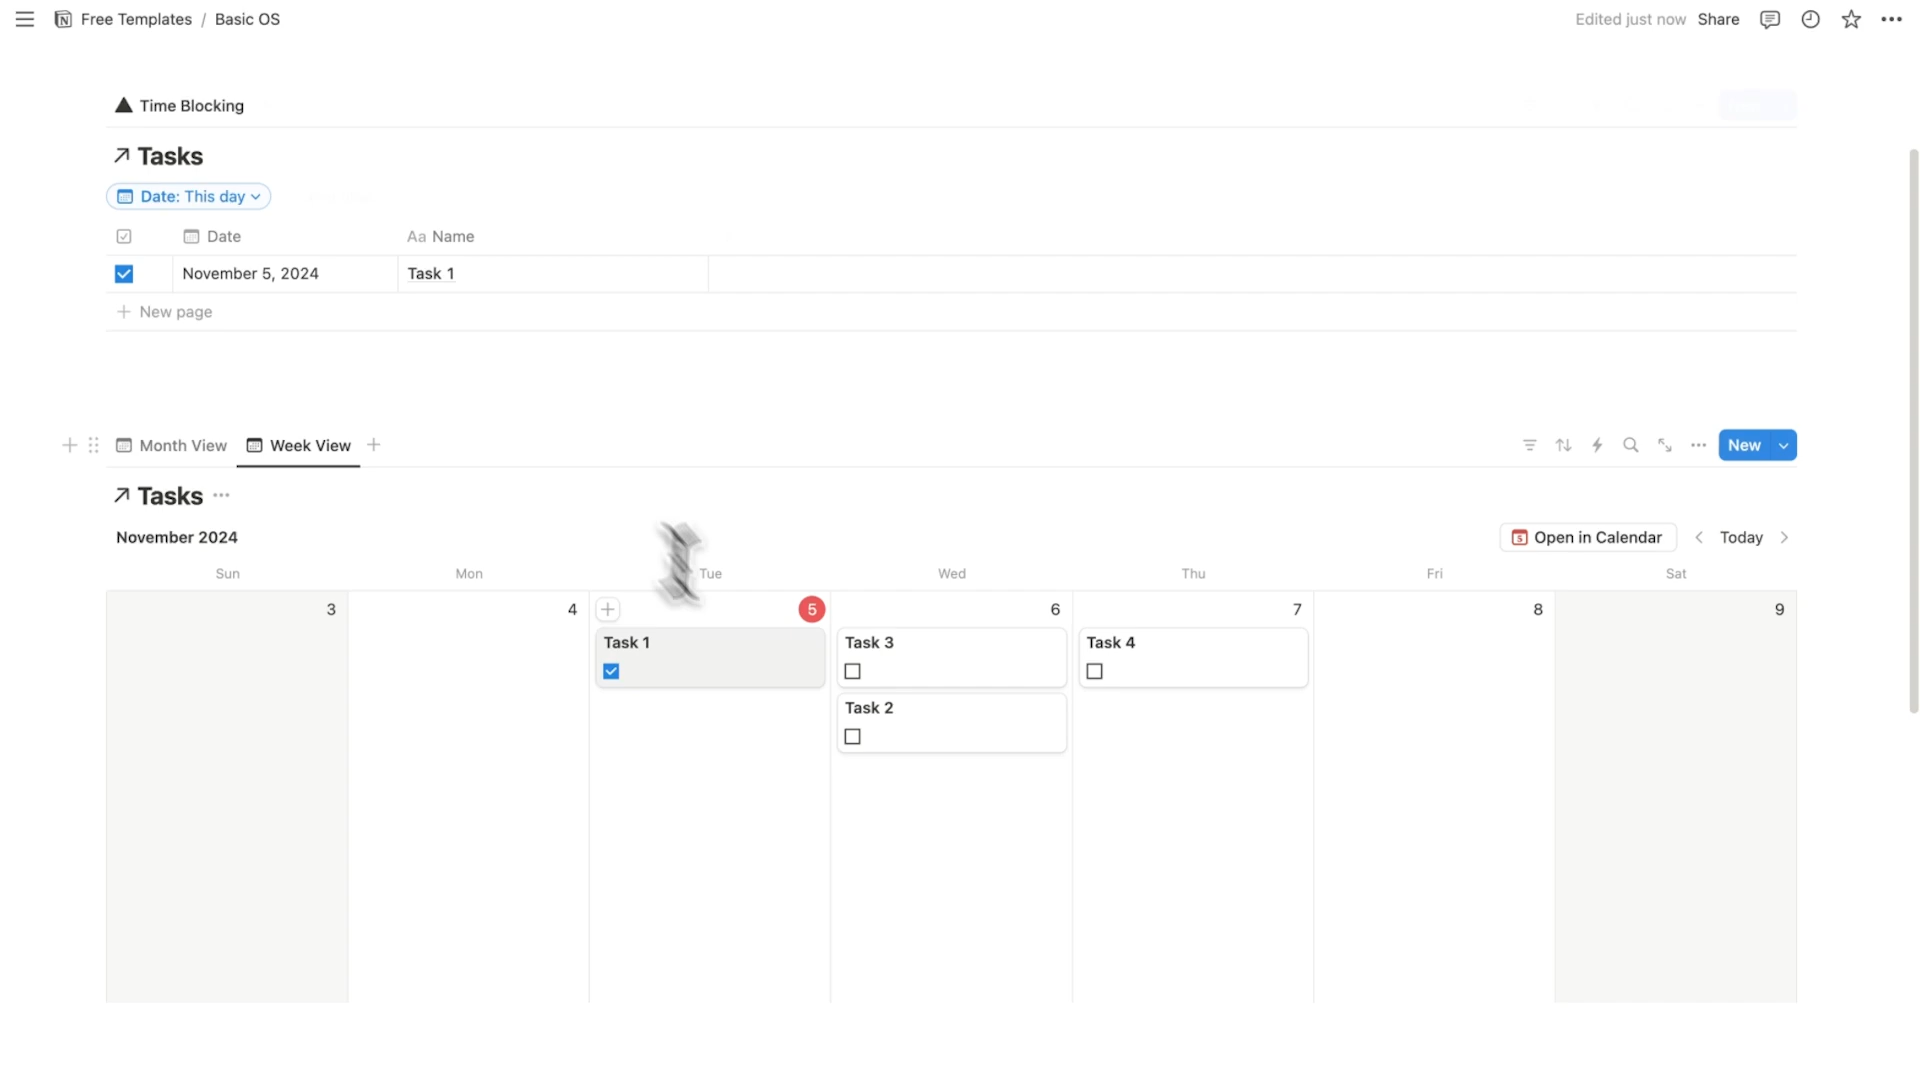 Free Templates / Basic OS
Edited just now Share
Time Blocking
Tasks
Date: This day
Date Aa Name
November 5, 2024 Task 1
New page
Month View Week View
New
Tasks
November 2024
Open in Calendar Today
Sun Mon Tue Wed Thu Fri Sat
3 4 5 6 7 8 9
Task 1 Task 3 Task 4
Task 2